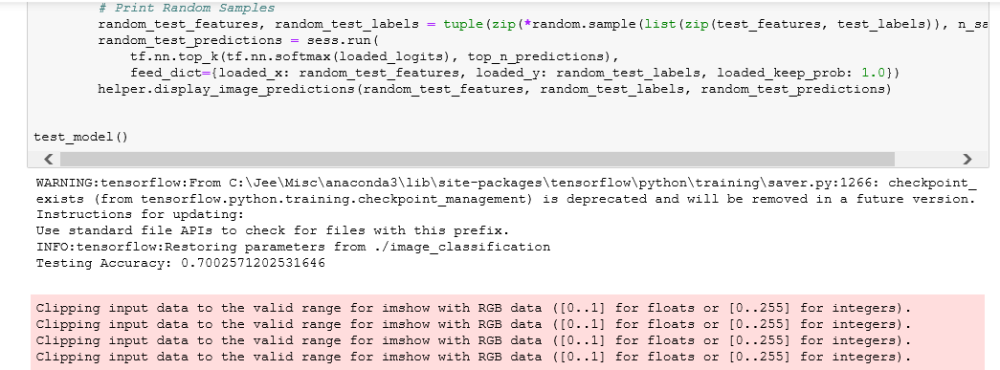 # Print Random Samples
random_test_features, random_test_labels = tuple(zip(*random.sample(list(zip(test_features, test_labels)), n_sa
random_test_predictions = sess.run(
tf.nn.top_k(tf.nn.softmax(loaded_logits), top_n_predictions),
feed_dict={loaded_x: random_test_features, loaded_y: random_test_labels, loaded_keep_prob: 1.0})
helper.display_image_predictions(random_test_features, random_test_labels, random_test_predictions)
test_model()
WARNING:tensorflow:From C:\Jee\Misc\anaconda3\lib\site-packages\tensorflow\python\training\saver.py:1266: checkpoint_
exists (from tensorflow.python.training.checkpoint_management) is deprecated and will be removed in a future version.
Instructions for updating:
Use standard file APIs to check for files with this prefix.
INFO:tensorflow:Restoring parameters from ./image_classification
Testing Accuracy: 0.7002571202531646
Clipping input data to the valid range for imshow with RGB data ([0..1] for floats or [0..255] for integers).
Clipping input data to the valid range for imshow with RGB data ([0..1] for floats or [0..255] for integers).
Clipping input data to the valid range for imshow with RGB data ([0..1] for floats or [0..255] for integers).
Clipping input data to the valid range for imshow with RGB data ([0..1] for floats or [0..255] for integers).